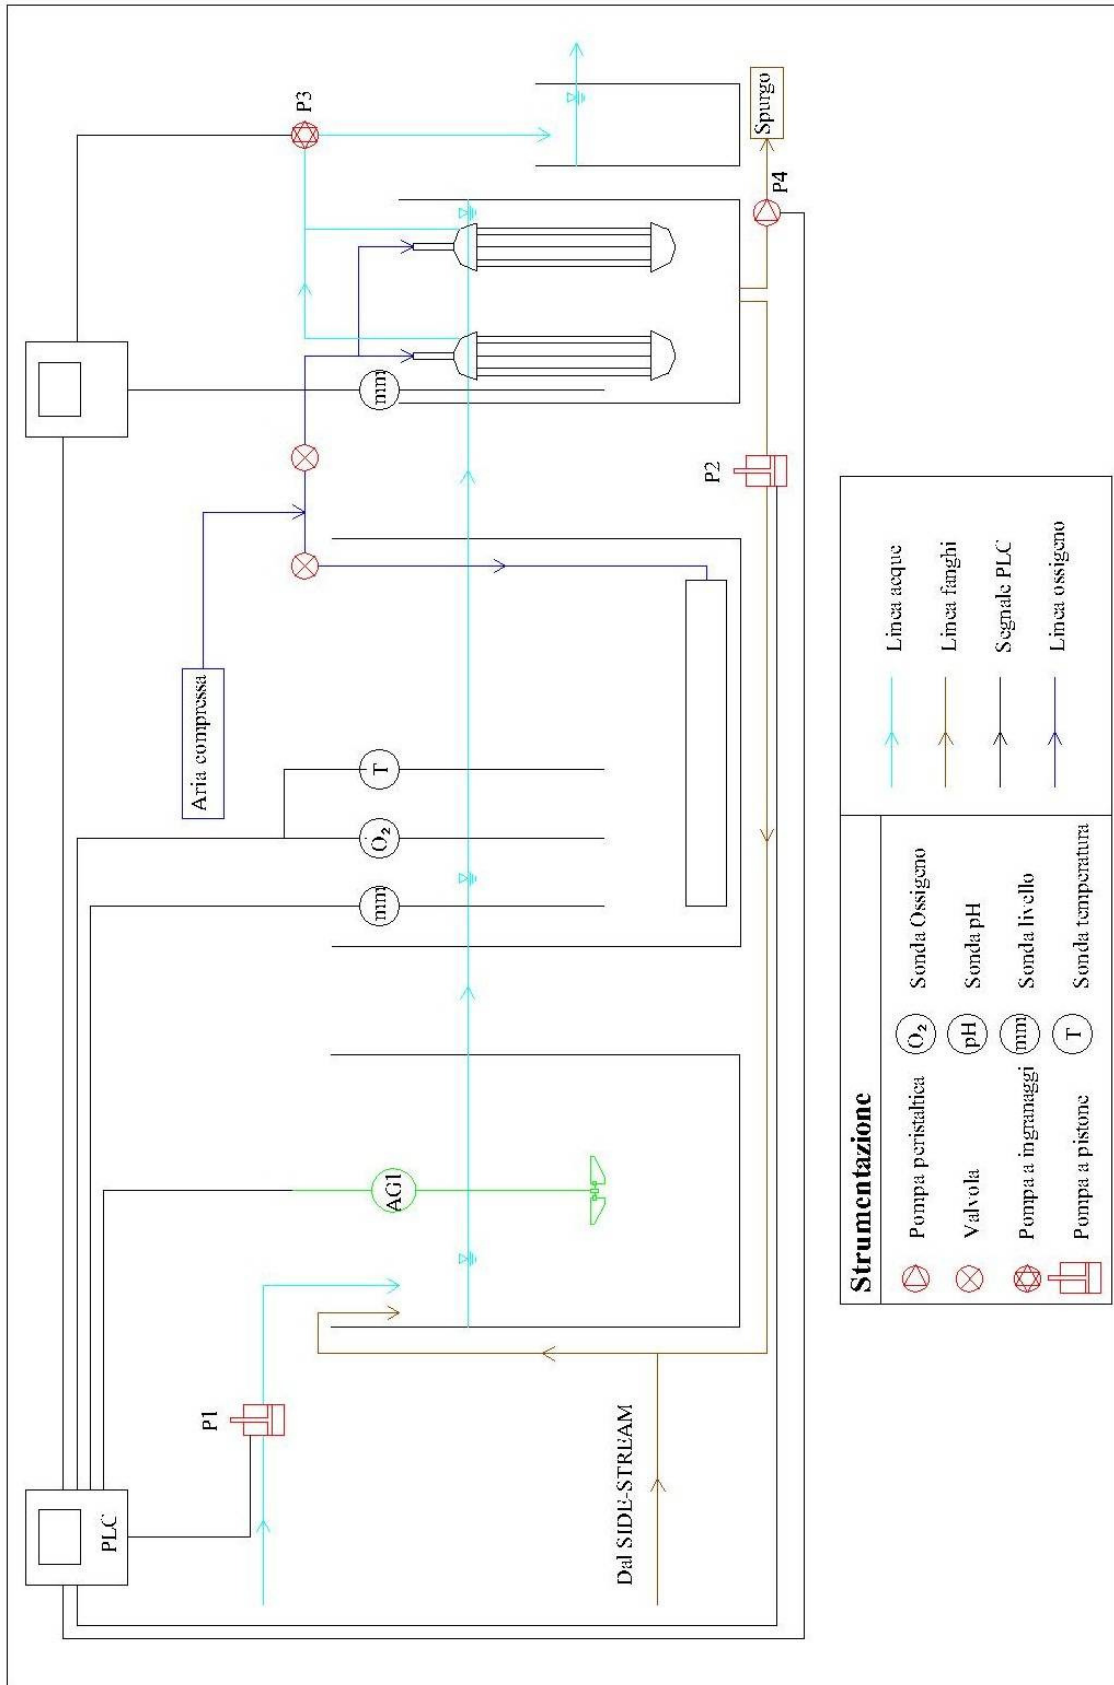 PLC
P1
AG1
mm
O₂
T
Aria compressa
mm
P3
P2
P4
Spurgo
Dal SIDE-STREAM
Strumentazione
Pompa peristaltica
O₂ Sonda Ossigeno
Linea acque
Valvola
pH Sonda pH
Linea fanghi
Pompa a ingranaggi
mm Sonda livello
Segnale PLC
Pompa a pistone
T Sonda temperatura
Linea ossigeno